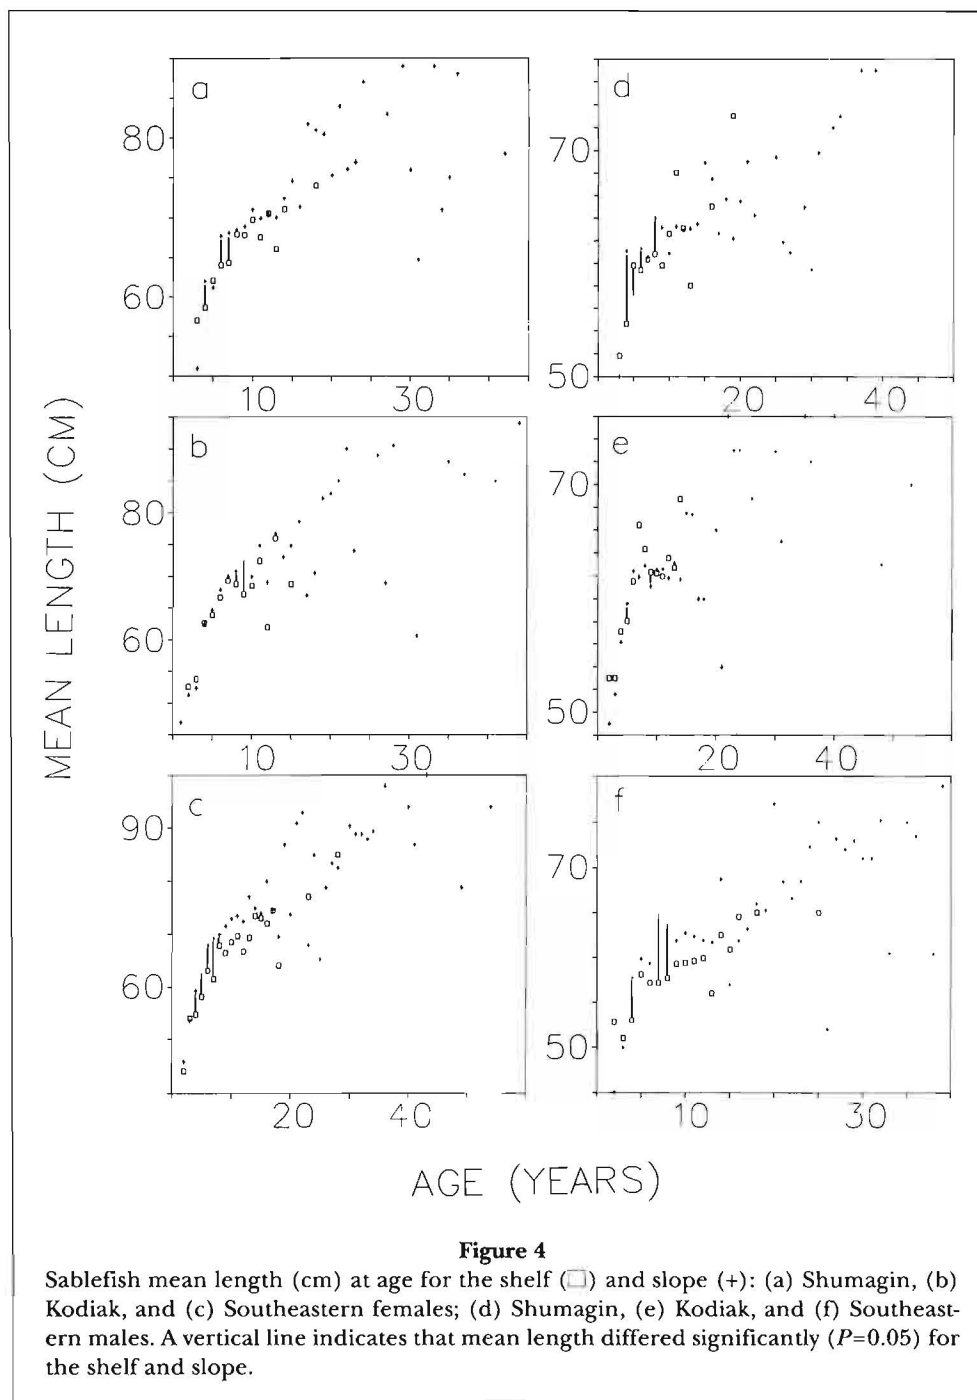 MEAN LENGTH (CM)
a
80
60
10 30
d
70
50
20 40
b
80
60
10 30
e
70
50
20 40
c
90
60
20 40
f
70
50
10 30
AGE (YEARS)
Figure 4
Sablefish mean length (cm) at age for the shelf (□) and slope (+): (a) Shumagin, (b)
Kodiak, and (c) Southeastern females; (d) Shumagin, (e) Kodiak, and (f) Southeast-
ern males. A vertical line indicates that mean length differed significantly (P=0.05) for
the shelf and slope.